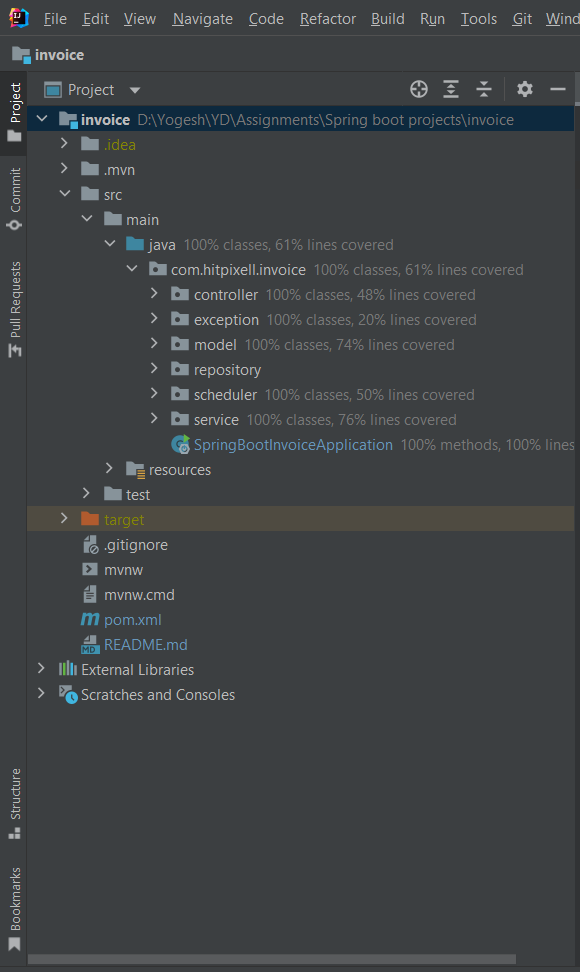 File Edit View Navigate Code Refactor Build Run Tools Git Wind
invoice
Project
Project
invoice D:\Yogesh\YD\Assignments\Spring boot projects\invoice
.idea
.mvn
src
main
java 100% classes, 61% lines covered
com.hitpixell.invoice 100% classes, 61% lines covered
controller 100% classes, 48% lines covered
exception 100% classes, 20% lines covered
model 100% classes, 74% lines covered
repository
scheduler 100% classes, 50% lines covered
service 100% classes, 76% lines covered
SpringBootInvoiceApplication 100% methods, 100% lines
resources
test
target
.gitignore
mvnw
mvnw.cmd
pom.xml
README.md
External Libraries
Scratches and Consoles
Commit
Pull Requests
Structure
Bookmarks